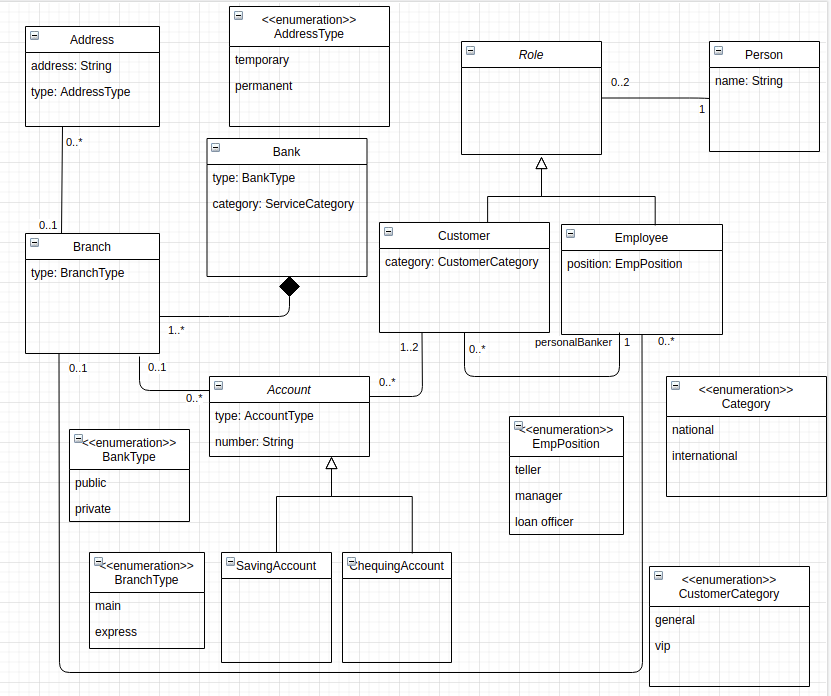 Address
address: String
type: AddressType
<<enumeration>>
AddressType
temporary
permanent
Role
Person
name: String
0..2
1
0..*
0..1
Bank
type: BankType
category: ServiceCategory
Branch
type: BranchType
Customer
category: CustomerCategory
Employee
position: EmpPosition
1..*
0..1
0..1
0..*
1..2
0..*
0..*
personalBanker
1
0..*
Account
type: AccountType
number: String
<<enumeration>>
Category
national
international
<<enumeration>>
BankType
public
private
<<enumeration>>
EmpPosition
teller
manager
loan officer
<<enumeration>>
BranchType
main
express
SavingAccount
ChequingAccount
<<enumeration>>
CustomerCategory
general
vip